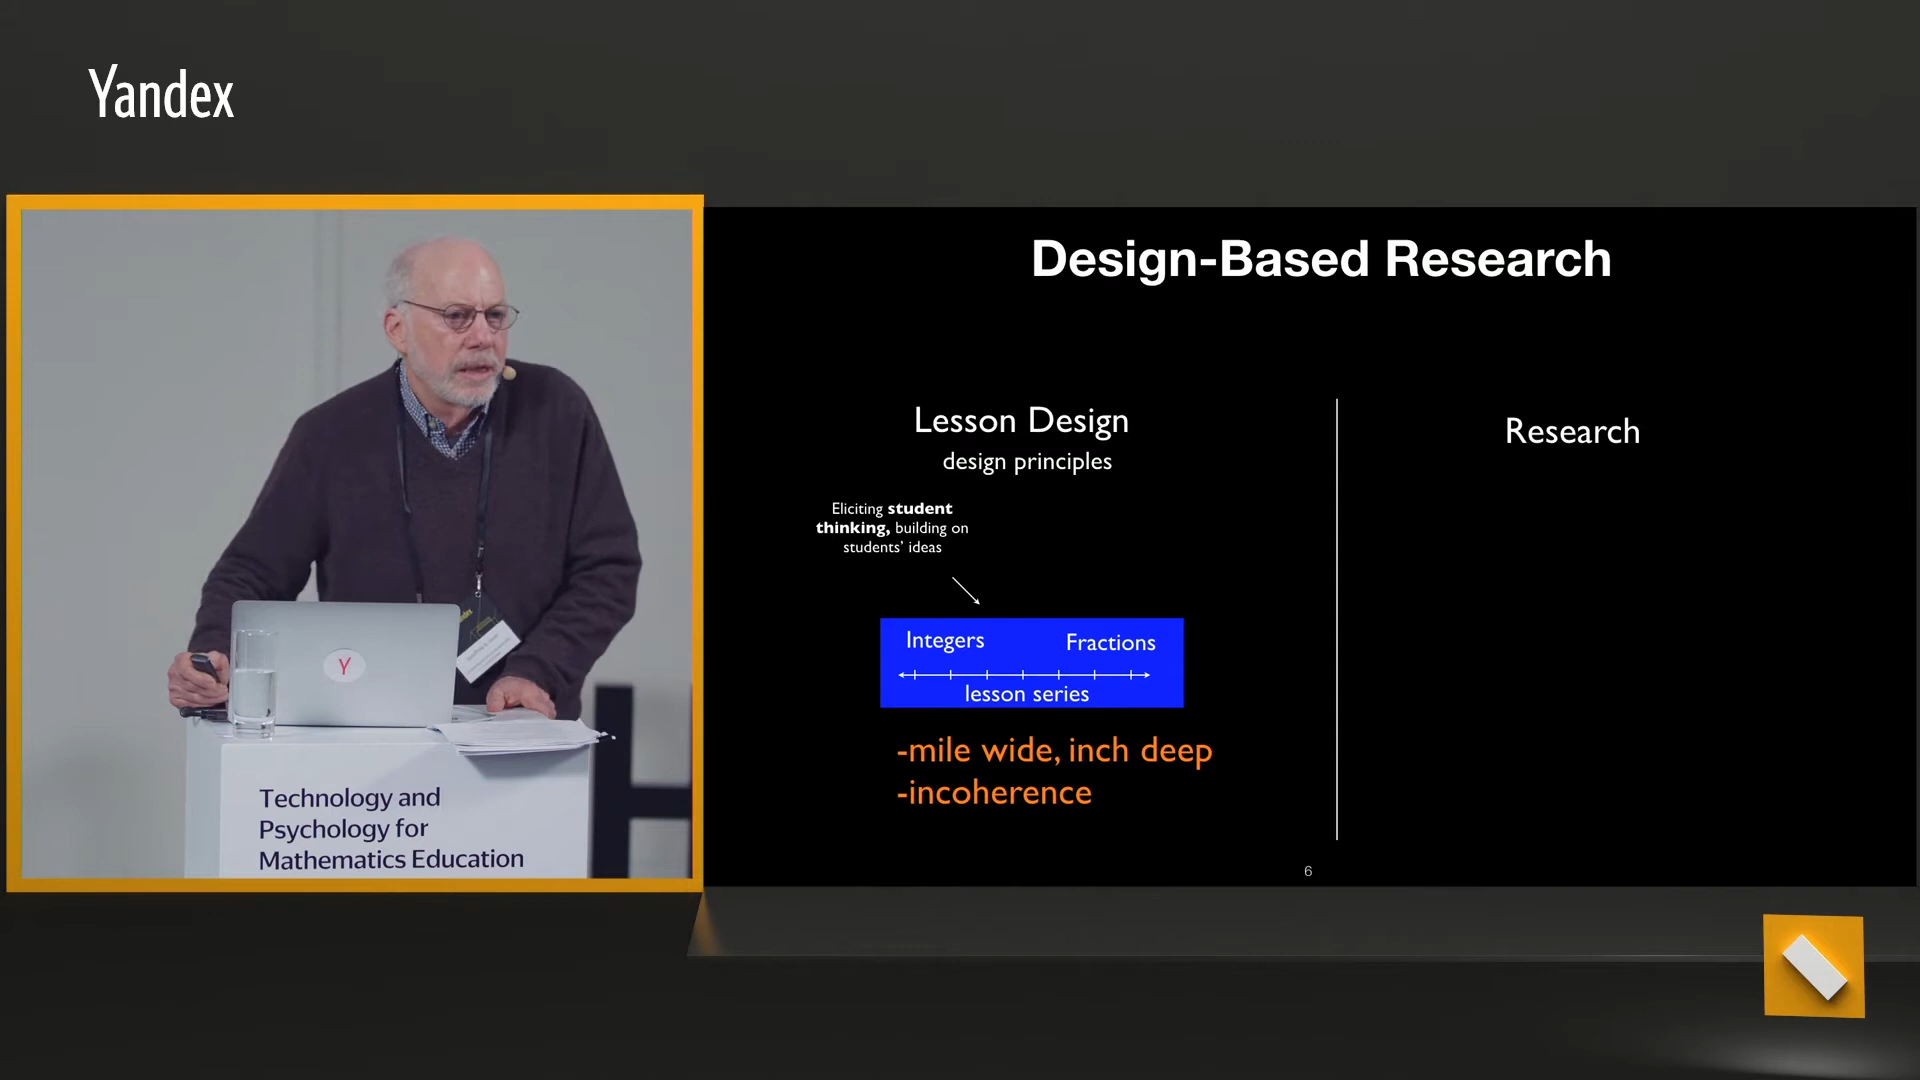 Yandex
Design-Based Research
Lesson Design
design principles
Eliciting student
thinking, building on
students' ideas
Integers
Fractions
lesson series
-mile wide, inch deep
-incoherence
Research
6
Y
Technology and
Psychology for
Mathematics Education